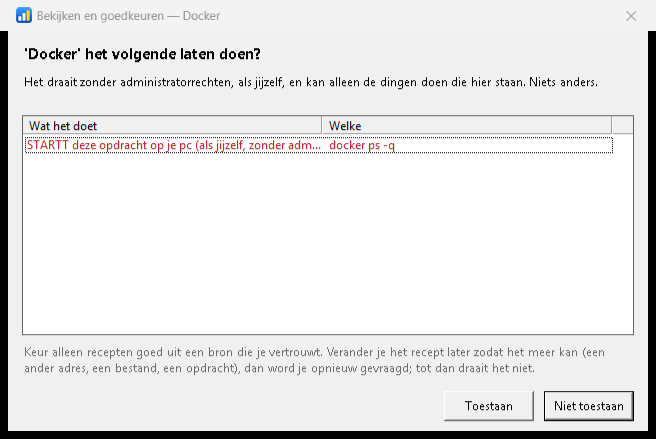 Bekijken en goedkeuren — Docker
'Docker' het volgende laten doen?
Het draait zonder administratorrechten, als jijzelf, en kan alleen de dingen doen die hier staan. Niets anders.
Wat het doet Welke
STARTT deze opdracht op je pc (als jijzelf, zonder adm... docker ps -q
Keur alleen recepten goed uit een bron die je vertrouwt. Verander je het recept later zodat het meer kan (een
ander adres, een bestand, een opdracht), dan word je opnieuw gevraagd; tot dan draait het niet.
Toestaan Niet toestaan